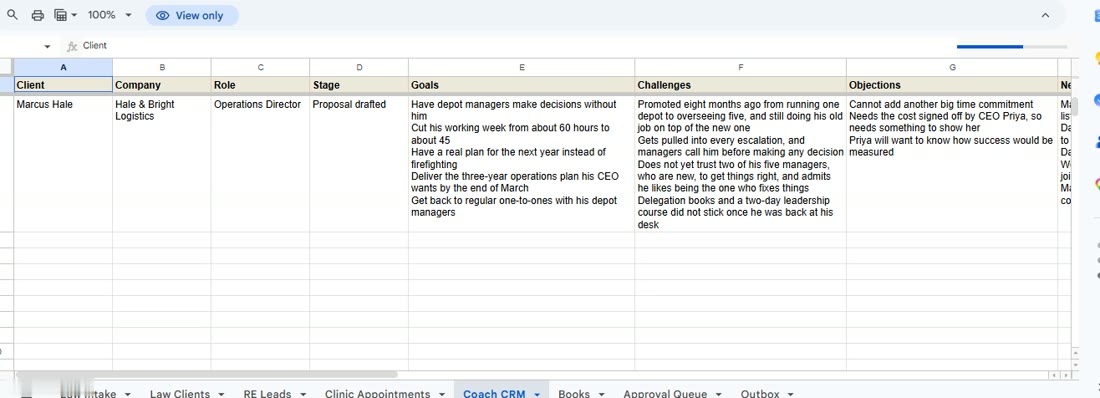 100%
View only
Client
A B C D E F G
Client Company Role Stage Goals Challenges Objections
Marcus Hale
Hale & Bright
Logistics
Operations Director
Proposal drafted
Have depot managers make decisions without
him
Cut his working week from about 60 hours to
about 45
Have a real plan for the next year instead of
firefighting
Deliver the three-year operations plan his CEO
wants by the end of March
Get back to regular one-to-ones with his depot
managers
Promoted eight months ago from running one
depot to overseeing five, and still doing his old
job on top of the new one
Gets pulled into every escalation, and
managers call him before making any decision
Does not yet trust two of his five managers,
who are new, to get things right, and admits
he likes being the one who fixes things
Delegation books and a two-day leadership
course did not stick once he was back at his
desk
Cannot add another big time commitment
Needs the cost signed off by CEO Priya, so
needs something to show her
Priya will want to know how success would be
measured
Law Clients RE Leads Clinic Appointments Coach CRM Books Approval Queue Outbox